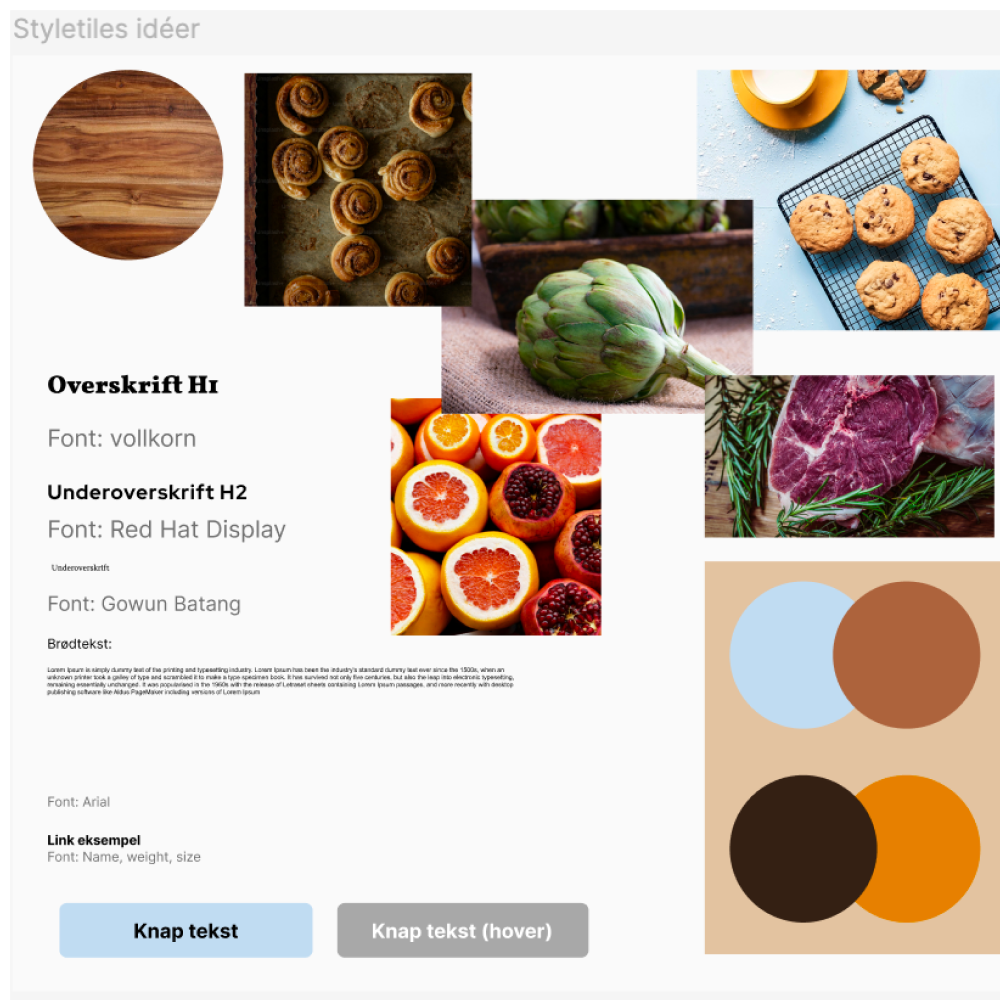 Styletiles idéer
Overskrift H1
Font: vollkorn
Underoverskrift H2
Font: Red Hat Display
Underoverskrift
Font: Gowun Batang
Brødtekst:
Lorem Ipsum is simply dummy text of the printing and typesetting industry. Lorem Ipsum has been the industry's standard dummy text ever since the 1500s, when an
unknown printer took a galley of type and scrambled it to make a type specimen book. It has survived not only five centuries, but also the leap into electronic typesetting,
remaining essentially unchanged. It was popularised in the 1960s with the release of Letraset sheets containing Lorem Ipsum passages, and more recently with desktop
publishing software like Aldus PageMaker including versions of Lorem Ipsum
Font: Arial
Link eksempel
Font: Name, weight, size
Knap tekst
Knap tekst (hover)